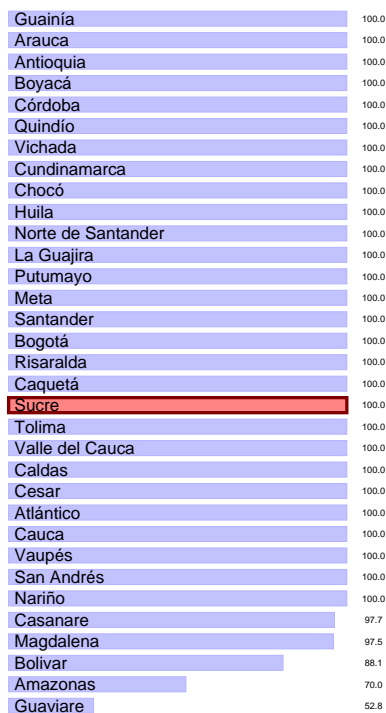 Guainía 100.0
Arauca 100.0
Antioquia 100.0
Boyacá 100.0
Córdoba 100.0
Quindío 100.0
Vichada 100.0
Cundinamarca 100.0
Chocó 100.0
Huila 100.0
Norte de Santander 100.0
La Guajira 100.0
Putumayo 100.0
Meta 100.0
Santander 100.0
Bogotá 100.0
Risaralda 100.0
Caquetá 100.0
Sucre 100.0
Tolima 100.0
Valle del Cauca 100.0
Caldas 100.0
Cesar 100.0
Atlántico 100.0
Cauca 100.0
Vaupés 100.0
San Andrés 100.0
Nariño 100.0
Casanare 97.7
Magdalena 97.5
Bolivar 88.1
Amazonas 70.0
Guaviare 52.8